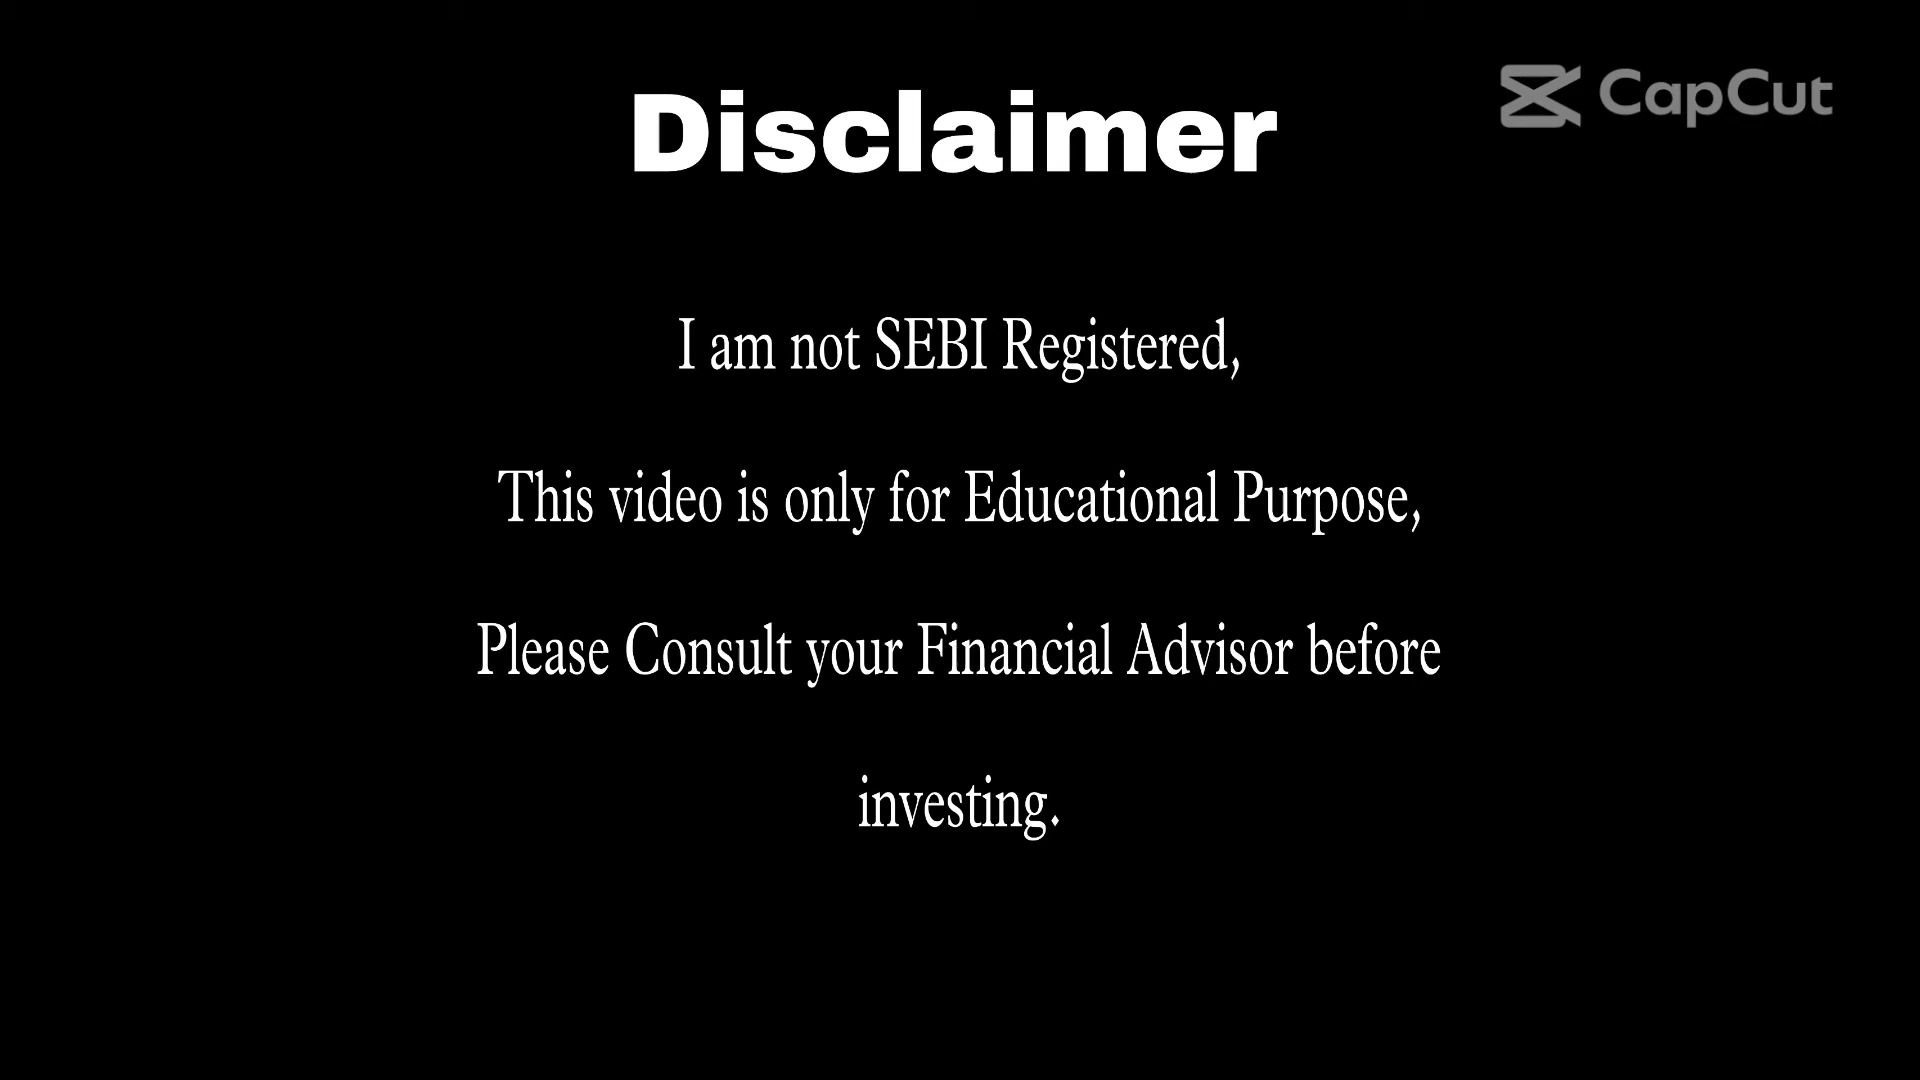 CapCut
Disclaimer
I am not SEBI Registered,
This video is only for Educational Purpose,
Please Consult your Financial Advisor before
investing.